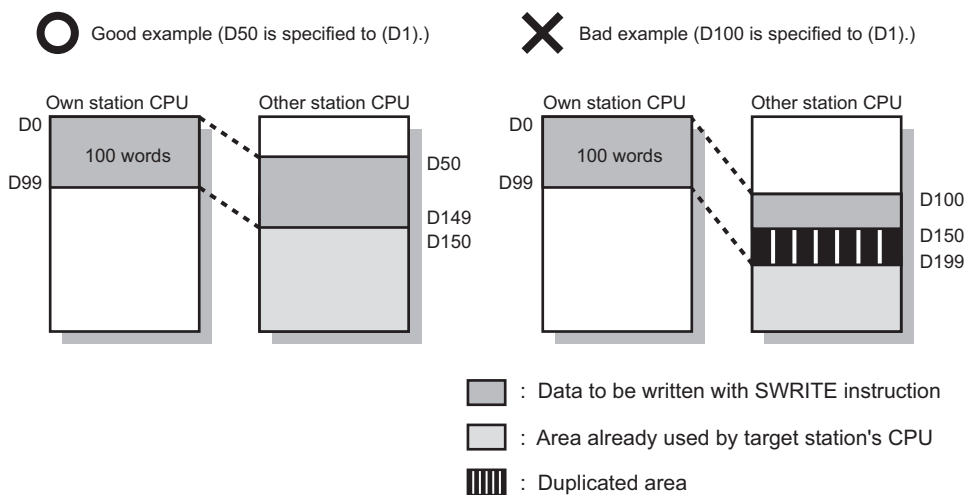 Good example (D50 is specified to (D1).)
Own station CPU
Other station CPU
D0
100 words
D99
D50
D149
D150
Bad example (D100 is specified to (D1).)
Own station CPU
Other station CPU
D0
100 words
D99
D100
D150
D199
: Data to be written with SWRITE instruction
: Area already used by target station's CPU
: Duplicated area